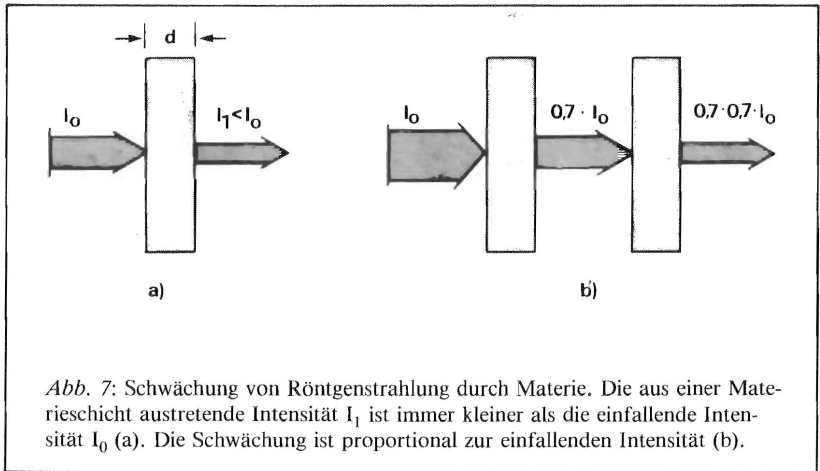 d
I₀
I₁<I₀
a)
I₀
0,7 · I₀
0,7·0,7·I₀
b)
Abb. 7: Schwächung von Röntgenstrahlung durch Materie. Die aus einer Mate-
rieschicht austretende Intensität I₁ ist immer kleiner als die einfallende Inten-
sität I₀ (a). Die Schwächung ist proportional zur einfallenden Intensität (b).